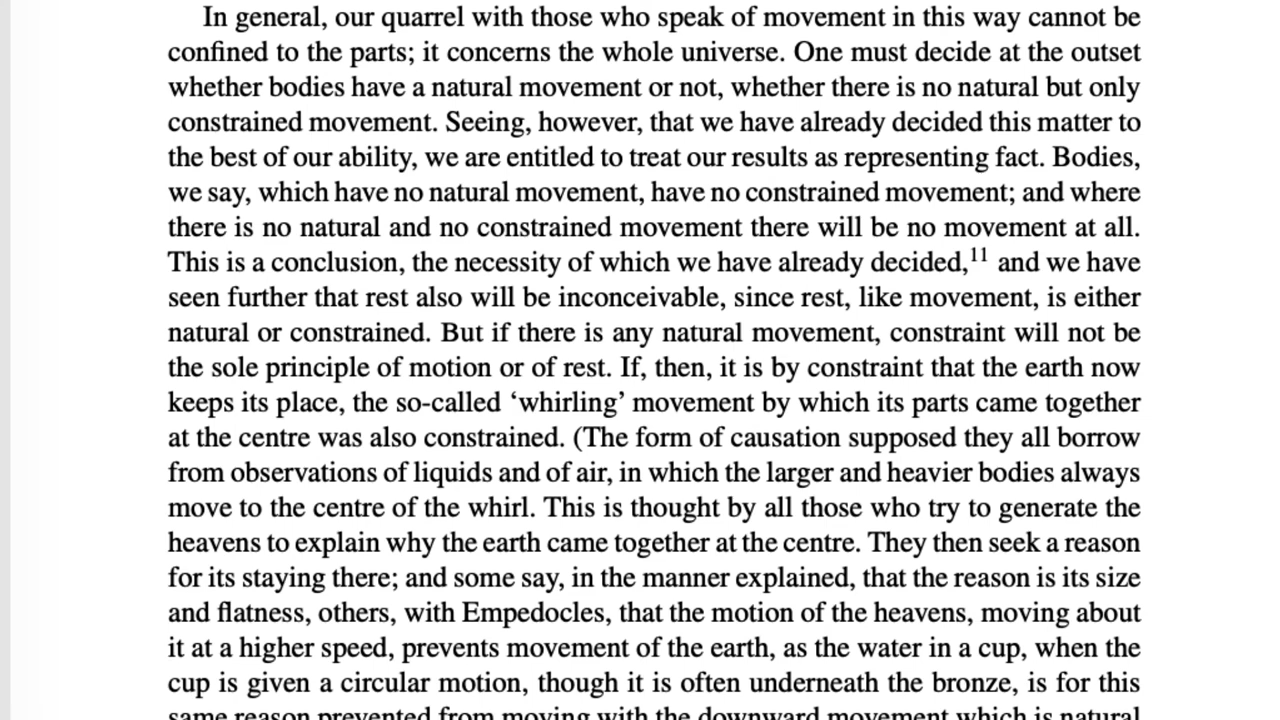 In general, our quarrel with those who speak of movement in this way cannot be
confined to the parts; it concerns the whole universe. One must decide at the outset
whether bodies have a natural movement or not, whether there is no natural but only
constrained movement. Seeing, however, that we have already decided this matter to
the best of our ability, we are entitled to treat our results as representing fact. Bodies,
we say, which have no natural movement, have no constrained movement; and where
there is no natural and no constrained movement there will be no movement at all.
This is a conclusion, the necessity of which we have already decided,¹¹ and we have
seen further that rest also will be inconceivable, since rest, like movement, is either
natural or constrained. But if there is any natural movement, constraint will not be
the sole principle of motion or of rest. If, then, it is by constraint that the earth now
keeps its place, the so-called ‘whirling’ movement by which its parts came together
at the centre was also constrained. (The form of causation supposed they all borrow
from observations of liquids and of air, in which the larger and heavier bodies always
move to the centre of the whirl. This is thought by all those who try to generate the
heavens to explain why the earth came together at the centre. They then seek a reason
for its staying there; and some say, in the manner explained, that the reason is its size
and flatness, others, with Empedocles, that the motion of the heavens, moving about
it at a higher speed, prevents movement of the earth, as the water in a cup, when the
cup is given a circular motion, though it is often underneath the bronze, is for this
same reason prevented from moving with the downward movement which is natural